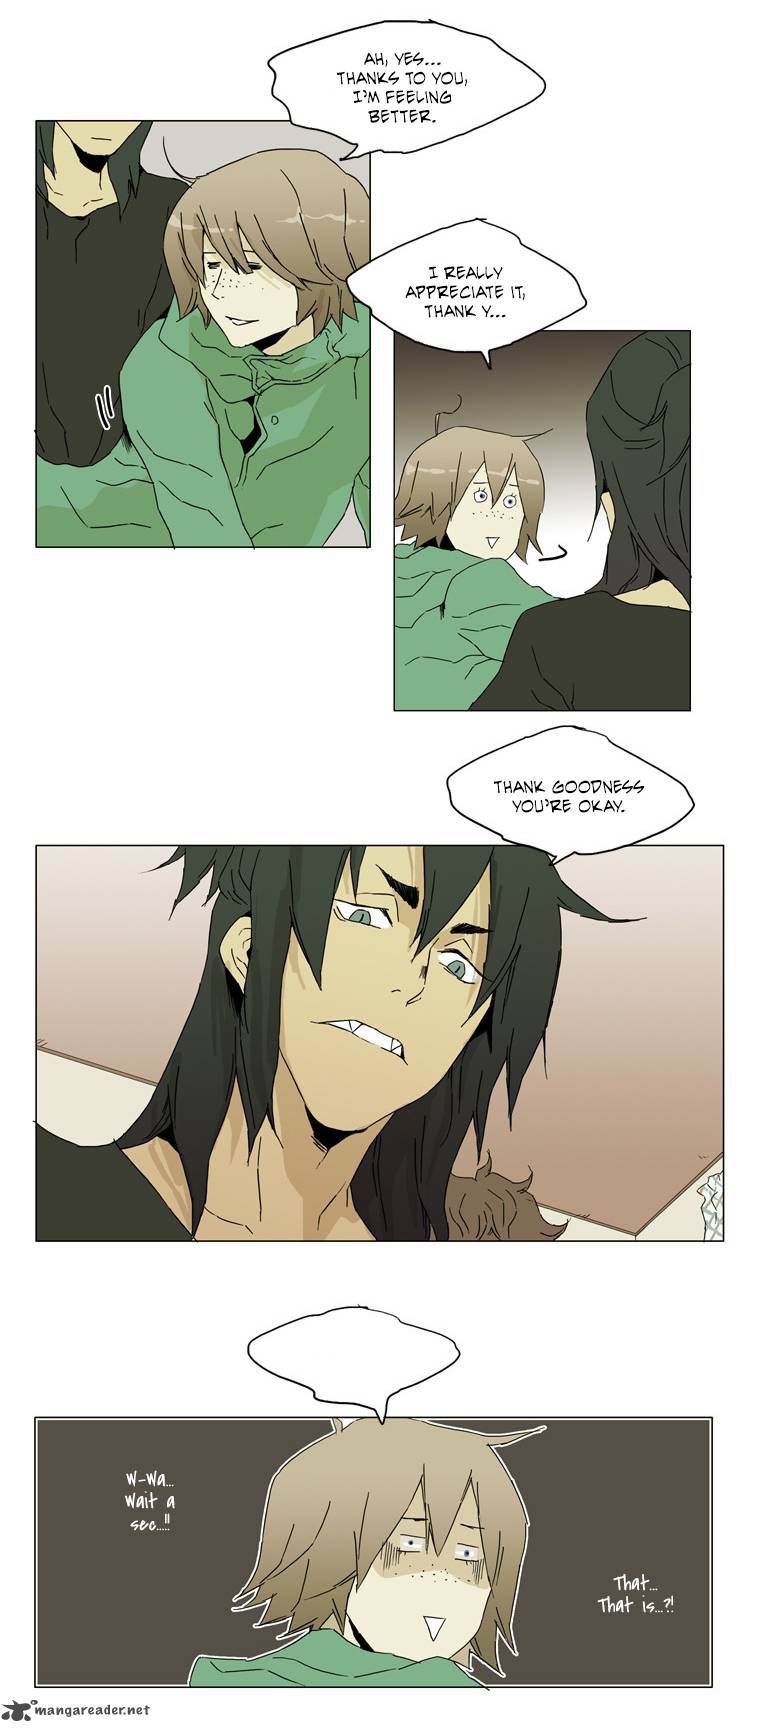 AH, YES...
THANKS TO YOU,
I'M FEELING
BETTER.
I REALLY
APPRECIATE IT,
THANK Y...
THANK GOODNESS
YOU'RE OKAY.
W-Wa...
Wait a
sec...!!
That...
That is...?!
mangareader.net